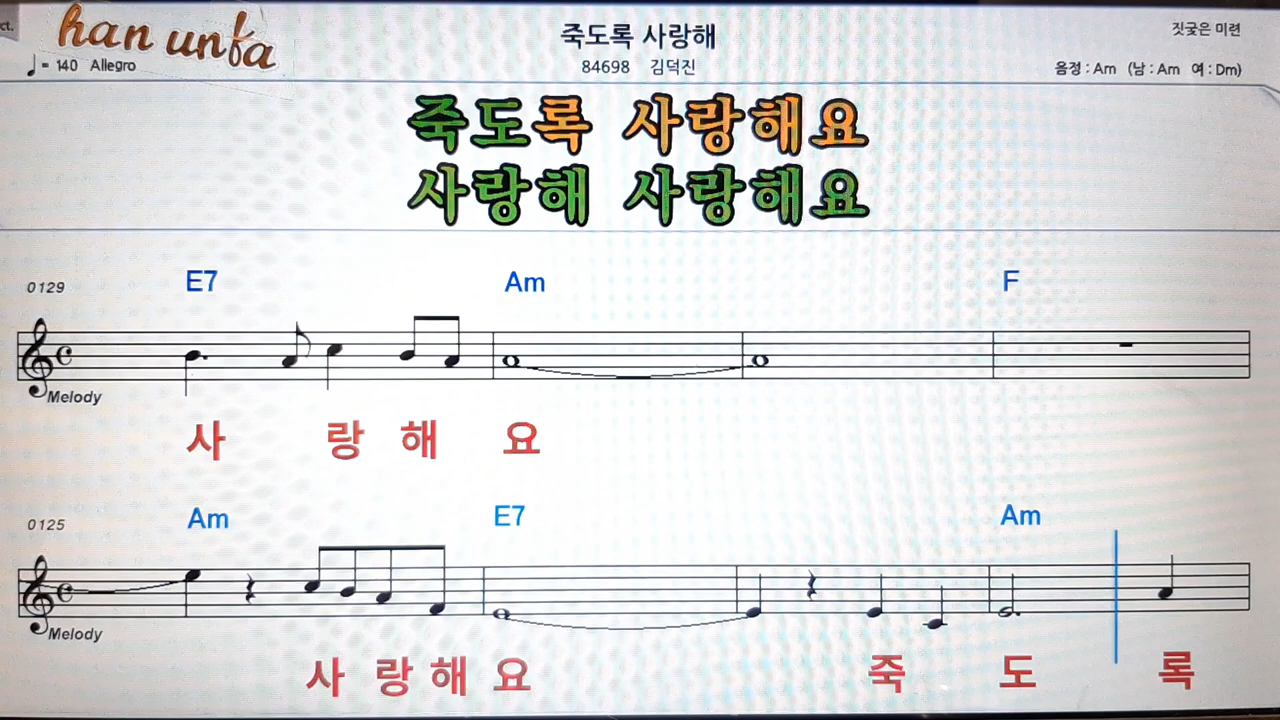 ct.
han unfa
죽도록 사랑해
짓궂은 미련
♩= 140 Allegro
84698 김덕진
음정 : Am (남 : Am 여 : Dm)
죽도록 사랑해요
사랑해 사랑해요
0129 E7 Am F
Melody
사 랑 해 요
0125 Am E7 Am
Melody
사 랑 해 요 죽 도 록